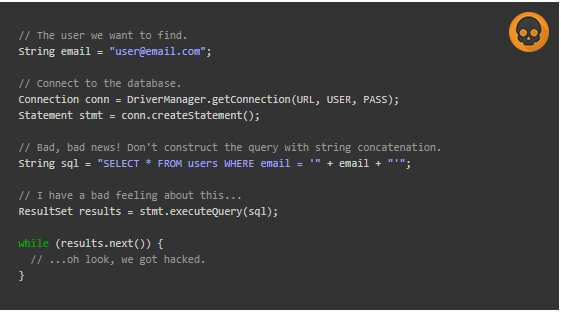 // The user we want to find.
String email = "user@email.com";
// Connect to the database.
Connection conn = DriverManager.getConnection(URL, USER, PASS);
Statement stmt = conn.createStatement();
// Bad, bad news! Don't construct the query with string concatenation.
String sql = "SELECT * FROM users WHERE email = '" + email + "'";
// I have a bad feeling about this...
ResultSet results = stmt.executeQuery(sql);
while (results.next()) {
// ...oh look, we got hacked.
}